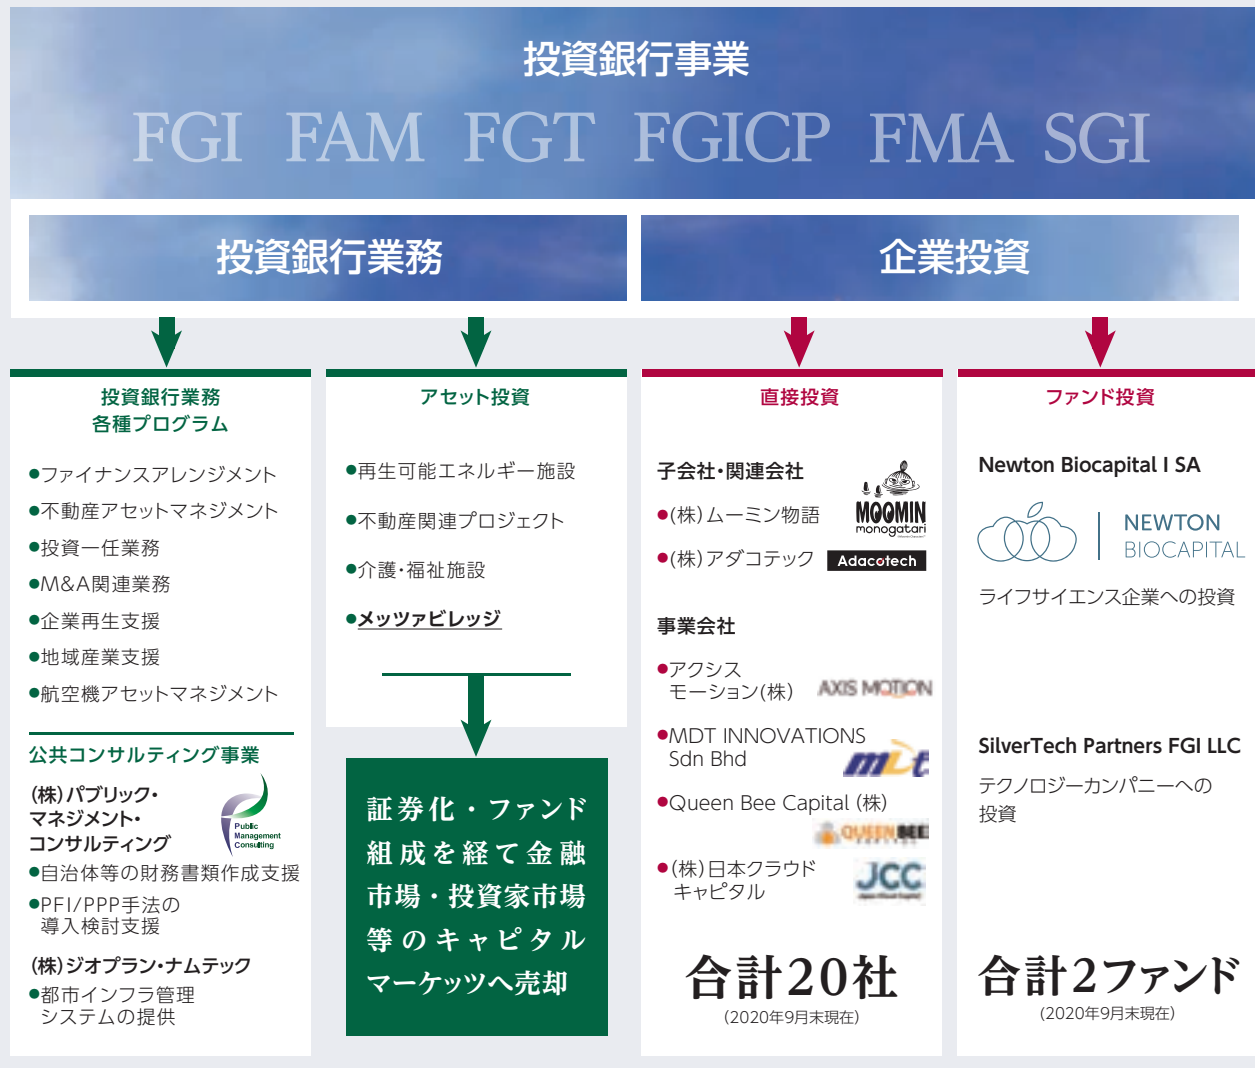 投資銀行事業
FGI FAM FGT FGICP FMA SGI
投資銀行業務
企業投資
投資銀行業務
各種プログラム
●ファイナンスアレンジメント
●不動産アセットマネジメント
●投資一任業務
●M&A関連業務
●企業再生支援
●地域産業支援
●航空機アセットマネジメント
公共コンサルティング事業
(株)パブリック・
マネジメント・
コンサルティング
Public
Management
Consulting
●自治体等の財務書類作成支援
●PFI/PPP手法の
導入検討支援
(株)ジオプラン・ナムテック
●都市インフラ管理
システムの提供
アセット投資
●再生可能エネルギー施設
●不動産関連プロジェクト
●介護・福祉施設
●メッツァビレッジ
証券化・ファンド
組成を経て金融
市場・投資家市場
等のキャピタル
マーケッツへ売却
直接投資
子会社・関連会社
●(株)ムーミン物語
MOOMIN
monogatari
●(株)アダコテック
Adacotech
事業会社
●アクシス
モーション(株)
AXIS MOTION
●MDT INNOVATIONS
Sdn Bhd
mDt
●Queen Bee Capital (株)
QUEEN BEE
CAPITAL
●(株)日本クラウド
キャピタル
JCC
Japan Cloud Capital
合計20社
(2020年9月末現在)
ファンド投資
Newton Biocapital I SA
NEWTON
BIOCAPITAL
ライフサイエンス企業への投資
SilverTech Partners FGI LLC
テクノロジーカンパニーへの
投資
合計2ファンド
(2020年9月末現在)